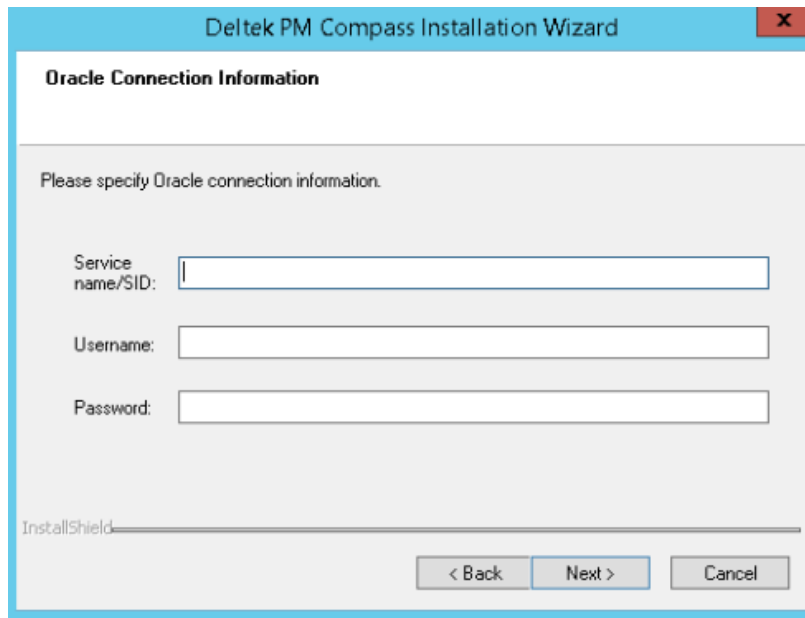 Deltek PM Compass Installation Wizard
x
Oracle Connection Information
Please specify Oracle connection information.
Service
name/SID:
Username:
Password:
InstallShield
< Back Next > Cancel